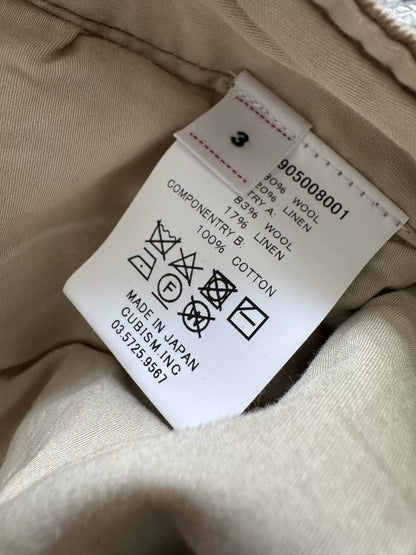 3
905008001
80% WOOL
20% LINEN
TRY A:
83% WOOL
17% LINEN
COMPONENTRY B:
100% COTTON
F
W
MADE IN JAPAN
CUBISM.INC
03.5725.9567